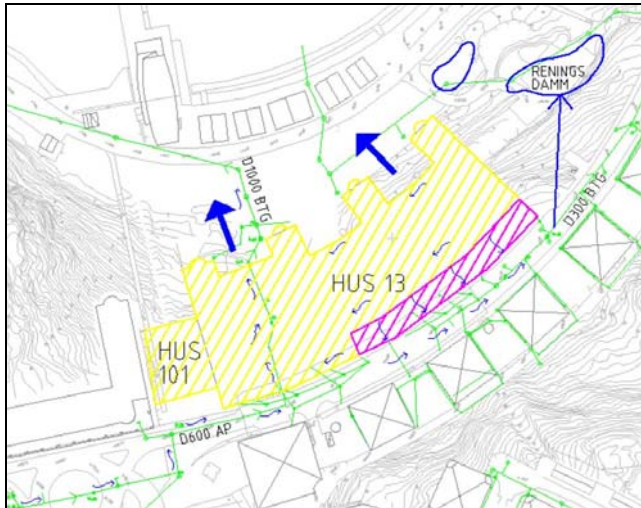 RENINGS
DAMM
D1000 BTG
D300 BTG
HUS 13
HUS
101
D600 AP